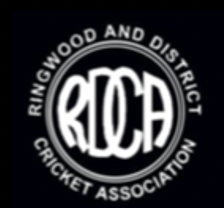 RINGWOOD AND DISTRICT
RDCA
CRICKET ASSOCIATION